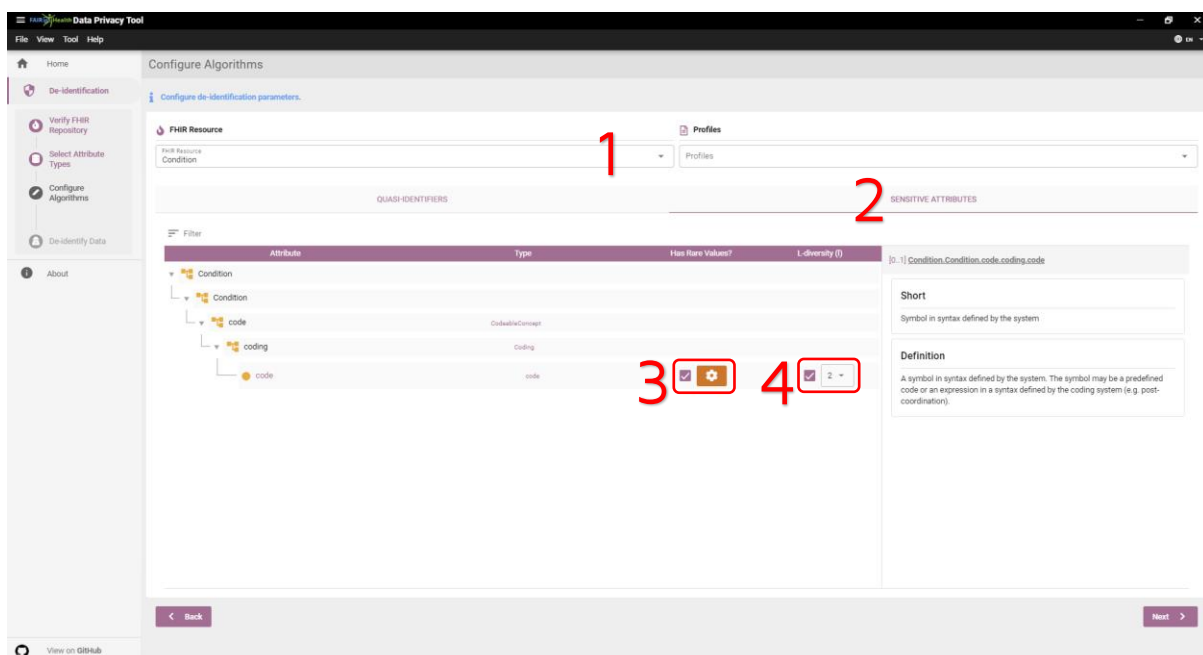 FAIR4Health Data Privacy Tool
File View Tool Help
EN
Home
Configure Algorithms
De-identification
Configure de-identification parameters.
Verify FHIR
Repository
FHIR Resource
1
Profiles
Select Attribute
Types
FHIR Resource
Condition
Profiles
Configure
Algorithms
QUASI-IDENTIFIERS
2
SENSITIVE ATTRIBUTES
De-identify Data
Filter
Attribute Type Has Rare Values? L-diversity (ℓ)
[0..1] Condition.Condition.code.coding.code
About
Condition
Condition
Short
code CodeableConcept
Symbol in syntax defined by the system
coding Coding
Definition
code code 3 4 2
A symbol in syntax defined by the system. The symbol may be a predefined
code or an expression in a syntax defined by the coding system (e.g. post-
coordination).
Back
Next
View on GitHub